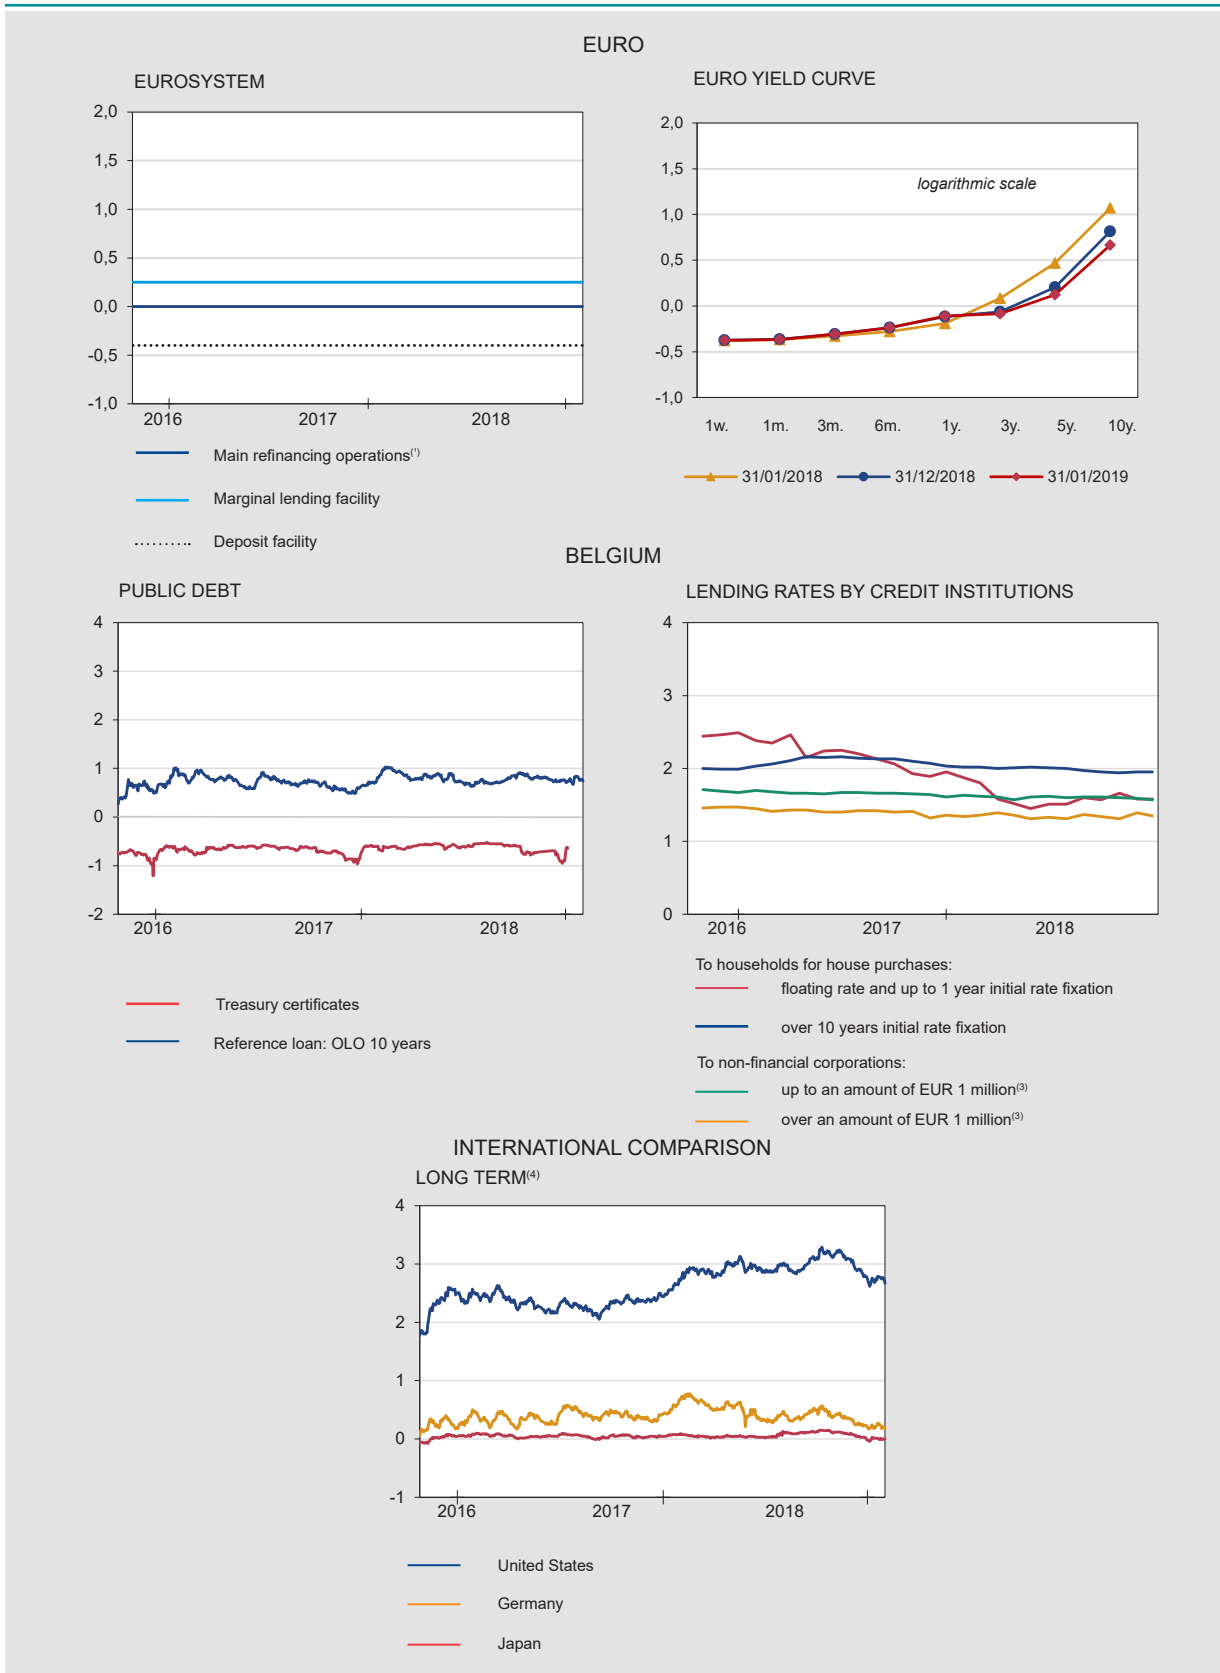 EURO
EUROSYSTEM
2,0
1,5
1,0
0,5
0,0
-0,5
-1,0
2016 2017 2018
Main refinancing operations(1)
Marginal lending facility
Deposit facility
EURO YIELD CURVE
2,0
1,5
1,0
0,5
0,0
-0,5
-1,0
logarithmic scale
1w. 1m. 3m. 6m. 1y. 3y. 5y. 10y.
31/01/2018 31/12/2018 31/01/2019
BELGIUM
PUBLIC DEBT
4
3
2
1
0
-1
-2
2016 2017 2018
Treasury certificates
Reference loan: OLO 10 years
LENDING RATES BY CREDIT INSTITUTIONS
4
3
2
1
0
2016 2017 2018
To households for house purchases:
floating rate and up to 1 year initial rate fixation
over 10 years initial rate fixation
To non-financial corporations:
up to an amount of EUR 1 million(3)
over an amount of EUR 1 million(3)
INTERNATIONAL COMPARISON
LONG TERM(4)
4
3
2
1
0
-1
2016 2017 2018
United States
Germany
Japan